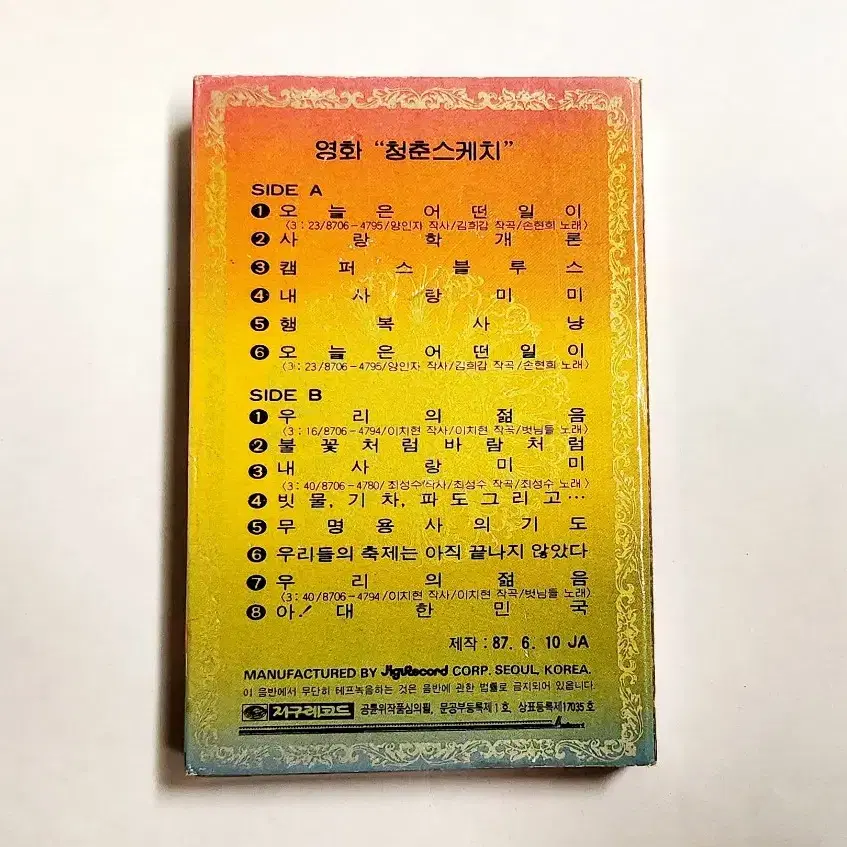 영화 “청춘스케치”
SIDE A
❶ 오늘은어떤일이
〈3 : 23/8706-4795/양인자 작사/김희갑 작곡/손현희 노래〉
❷ 사랑학개론
❸ 캠퍼스블루스
❹ 내사랑미미
❺ 행복사냥
❻ 오늘은어떤일이
〈3 : 23/8706-4795/양인자 작사/김희갑 작곡/손현희 노래〉
SIDE B
❶ 우리의젊음
〈3 : 16/8706-4794/이치현 작사/이치현 작곡/벗님들 노래〉
❷ 불꽃처럼바람처럼
❸ 내사랑미미
〈3 : 40/8706-4780/최성수 작사/최성수 작곡/최성수 노래〉
❹ 빗물, 기차, 파도그리고…
❺ 무명용사의기도
❻ 우리들의 축제는 아직 끝나지 않았다
❼ 우리의젊음
〈3 : 40/8706-4794/이치현 작사/이치현 작곡/벗님들 노래〉
❽ 아! 대한민국
제작 : 87. 6. 10 JA
MANUFACTURED BY JiguRecord CORP. SEOUL, KOREA.
이 음반에서 무단히 테프녹음하는 것은 음반에 관한 법률로 금지되어 있읍니다.
지구레코드 공륜위작품심의필, 문공부등록제1호, 상표등록제17035호